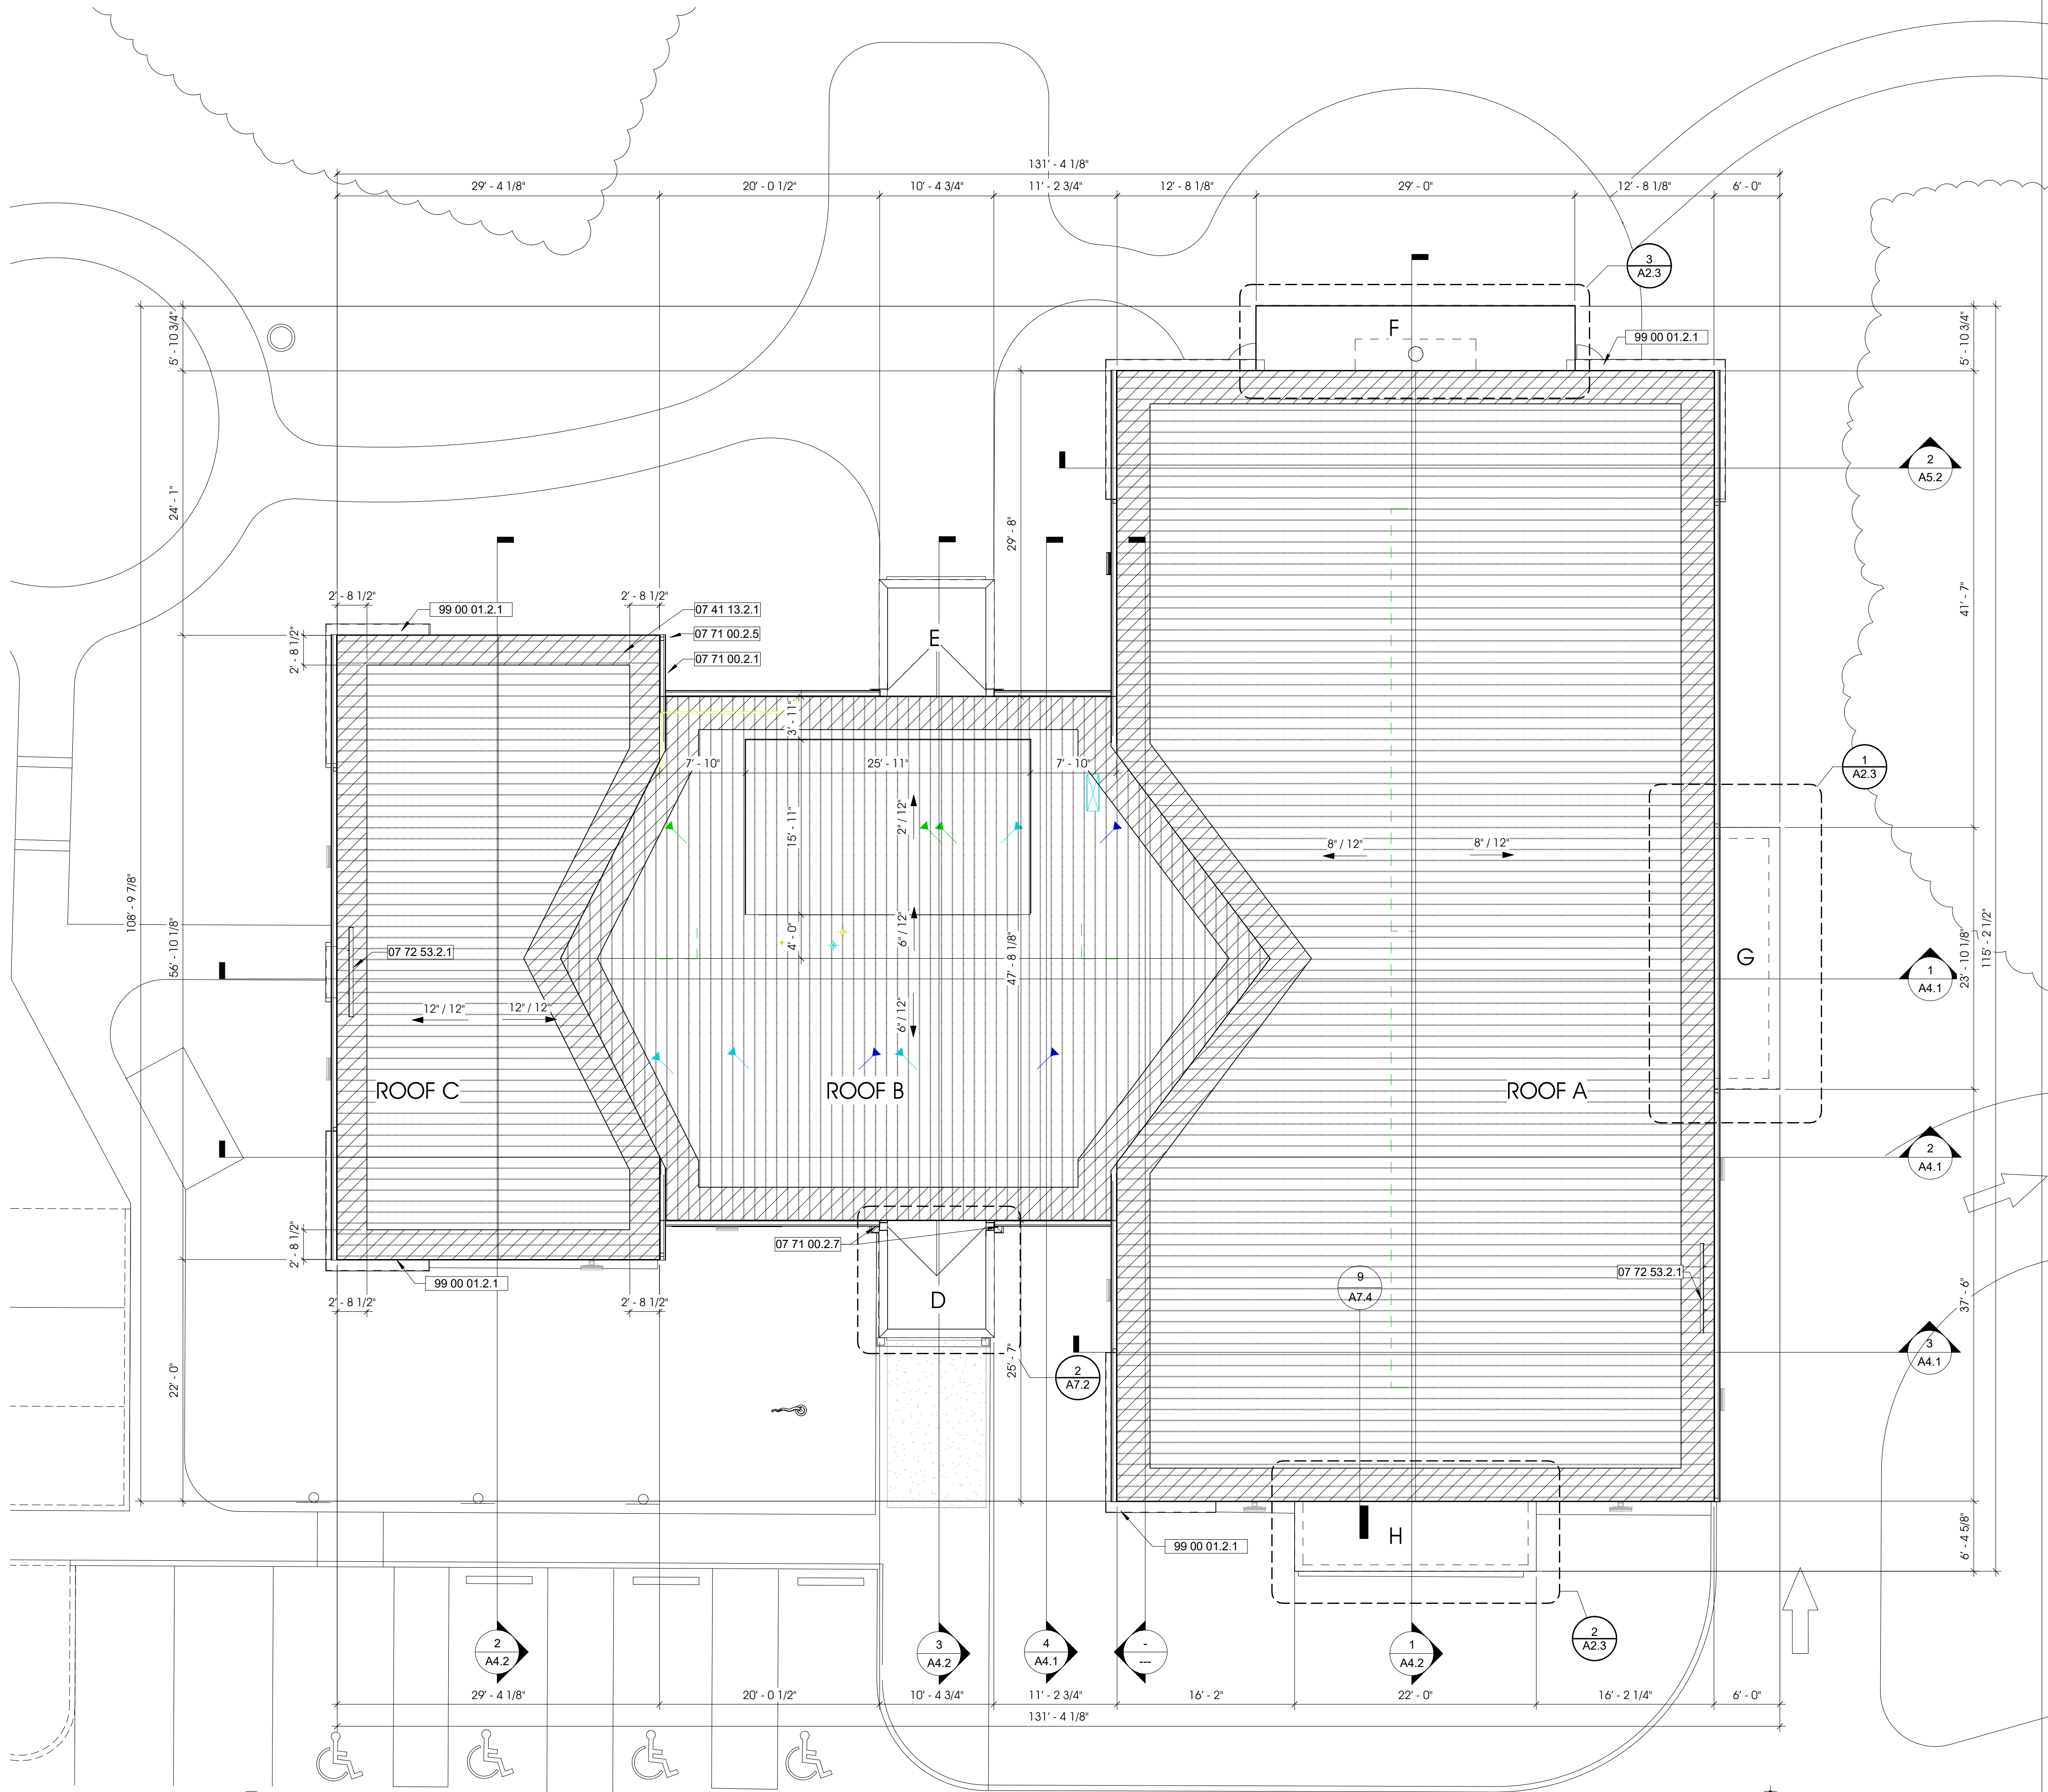 131' - 4 1/8"
29' - 4 1/8"
20' - 0 1/2"
10' - 4 3/4"
11' - 2 3/4"
12' - 8 1/8"
29' - 0"
12' - 8 1/8"
6' - 0"
3
A2.3
F
99 00 01.2.1
5' - 10 3/4"
5' - 10 3/4"
2
A5.2
24' - 1"
29' - 8"
41' - 7"
2' - 8 1/2"
2' - 8 1/2"
99 00 01.2.1
07 41 13.2.1
07 71 00.2.5
07 71 00.2.1
2' - 8 1/2"
E
3' - 11"
7' - 10"
25' - 11"
7' - 10"
1
A2.3
15' - 11"
2" / 12"
8" / 12"
8" / 12"
108' - 9 7/8"
56' - 10 1/8"
07 72 53.2.1
4' - 0"
6" / 12"
47' - 8 1/8"
G
1
A4.1
23' - 10 1/8"
115' - 2 1/2"
12" / 12"
12" / 12"
6" / 12"
ROOF C
ROOF B
ROOF A
2
A4.1
2' - 8 1/2"
07 71 00.2.7
99 00 01.2.1
2' - 8 1/2"
2' - 8 1/2"
D
9
A7.4
07 72 53.2.1
37' - 6"
22' - 0"
25' - 7"
2
A7.2
3
A4.1
99 00 01.2.1
H
6' - 4 5/8"
2
A4.2
3
A4.2
4
A4.1
-
---
1
A4.2
2
A2.3
29' - 4 1/8"
20' - 0 1/2"
10' - 4 3/4"
11' - 2 3/4"
16' - 2"
22' - 0"
16' - 2 1/4"
6' - 0"
131' - 4 1/8"